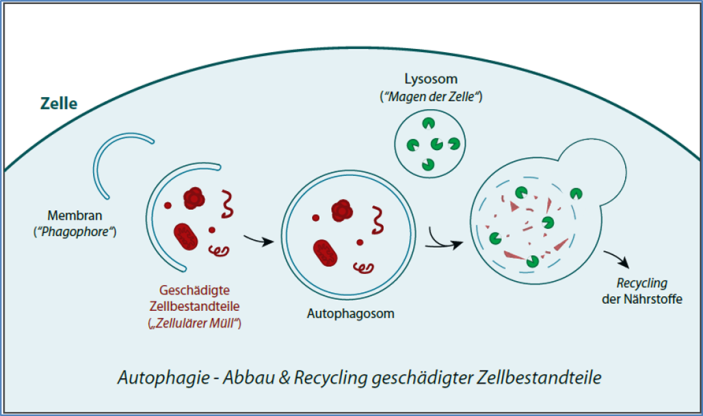 Zelle
Lysosom
(“Magen der Zelle“)
Membran
(“Phagophore“)
Geschädigte
Zellbestandteile
(„Zellulärer Müll“)
Autophagosom
Recycling
der Nährstoffe
Autophagie - Abbau & Recycling geschädigter Zellbestandteile